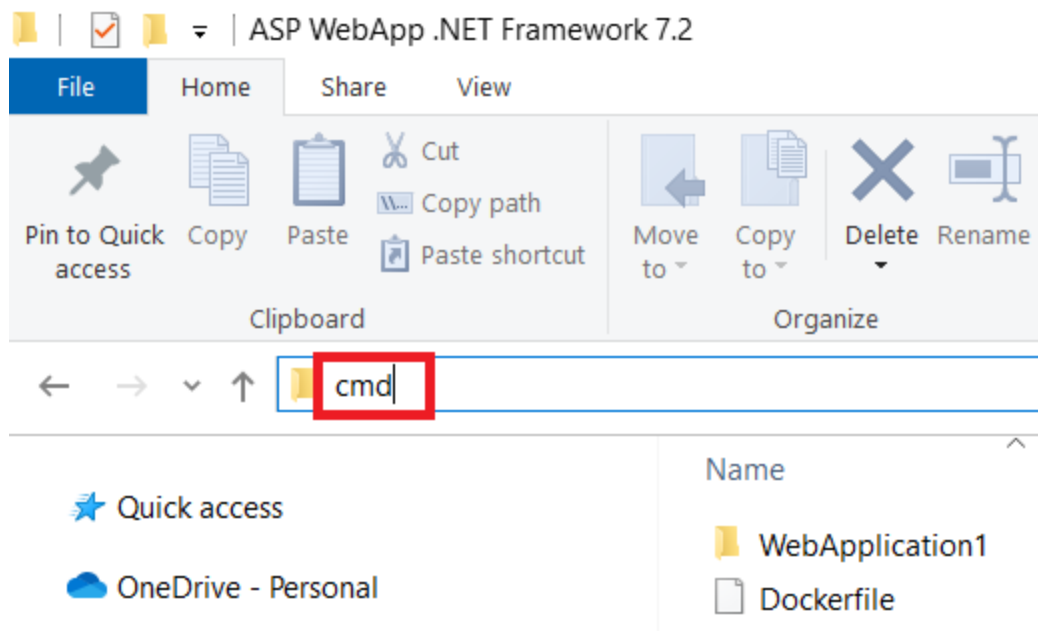 ASP WebApp .NET Framework 7.2
File Home Share View
Pin to Quick access
Copy
Paste
Cut
\\... Copy path
Paste shortcut
Move to
Copy to
Delete
Rename
Clipboard
Organize
cmd
Name
Quick access
WebApplication1
OneDrive - Personal
Dockerfile